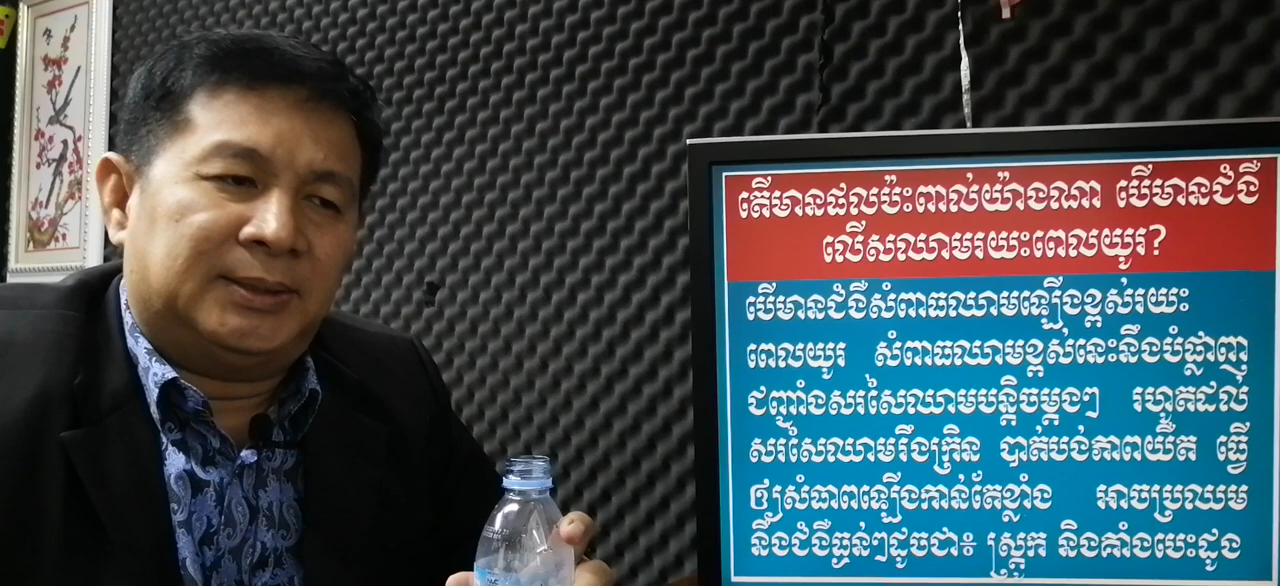 តើមានផលប៉ះពាល់យ៉ាងណា បើមានជំងឺ
លើសឈាមរយះពេលយូរ?
បើមានជំងឺសំពាធឈាមឡើងខ្ពស់រយះ
ពេលយូរ សំពាធឈាមខ្ពស់នេះនឹងបំផ្លាញ
ជញ្ជាំងសរសៃឈាមបន្តិចម្តងៗ រហូតដល់
សរសៃឈាមរឹងក្រិន បាត់បង់ភាពយឺត ធ្វើ
ឲ្យសំធាពឡើងកាន់តែខ្លាំង អាចប្រឈម
នឹងជំងឺធ្ងន់ៗដូចជា៖ ស្ត្រូក និងគាំងបេះដូង